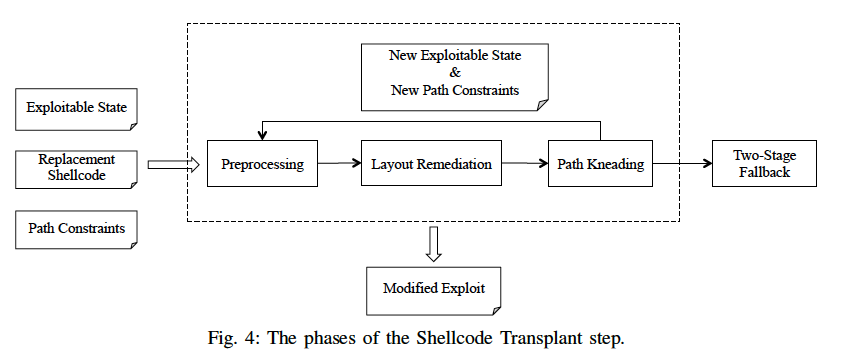 New Exploitable State
&
New Path Constraints
Exploitable State
Replacement
Shellcode
Path Constraints
Preprocessing
Layout Remediation
Path Kneading
Two-Stage
Fallback
Modified Exploit
Fig. 4: The phases of the Shellcode Transplant step.